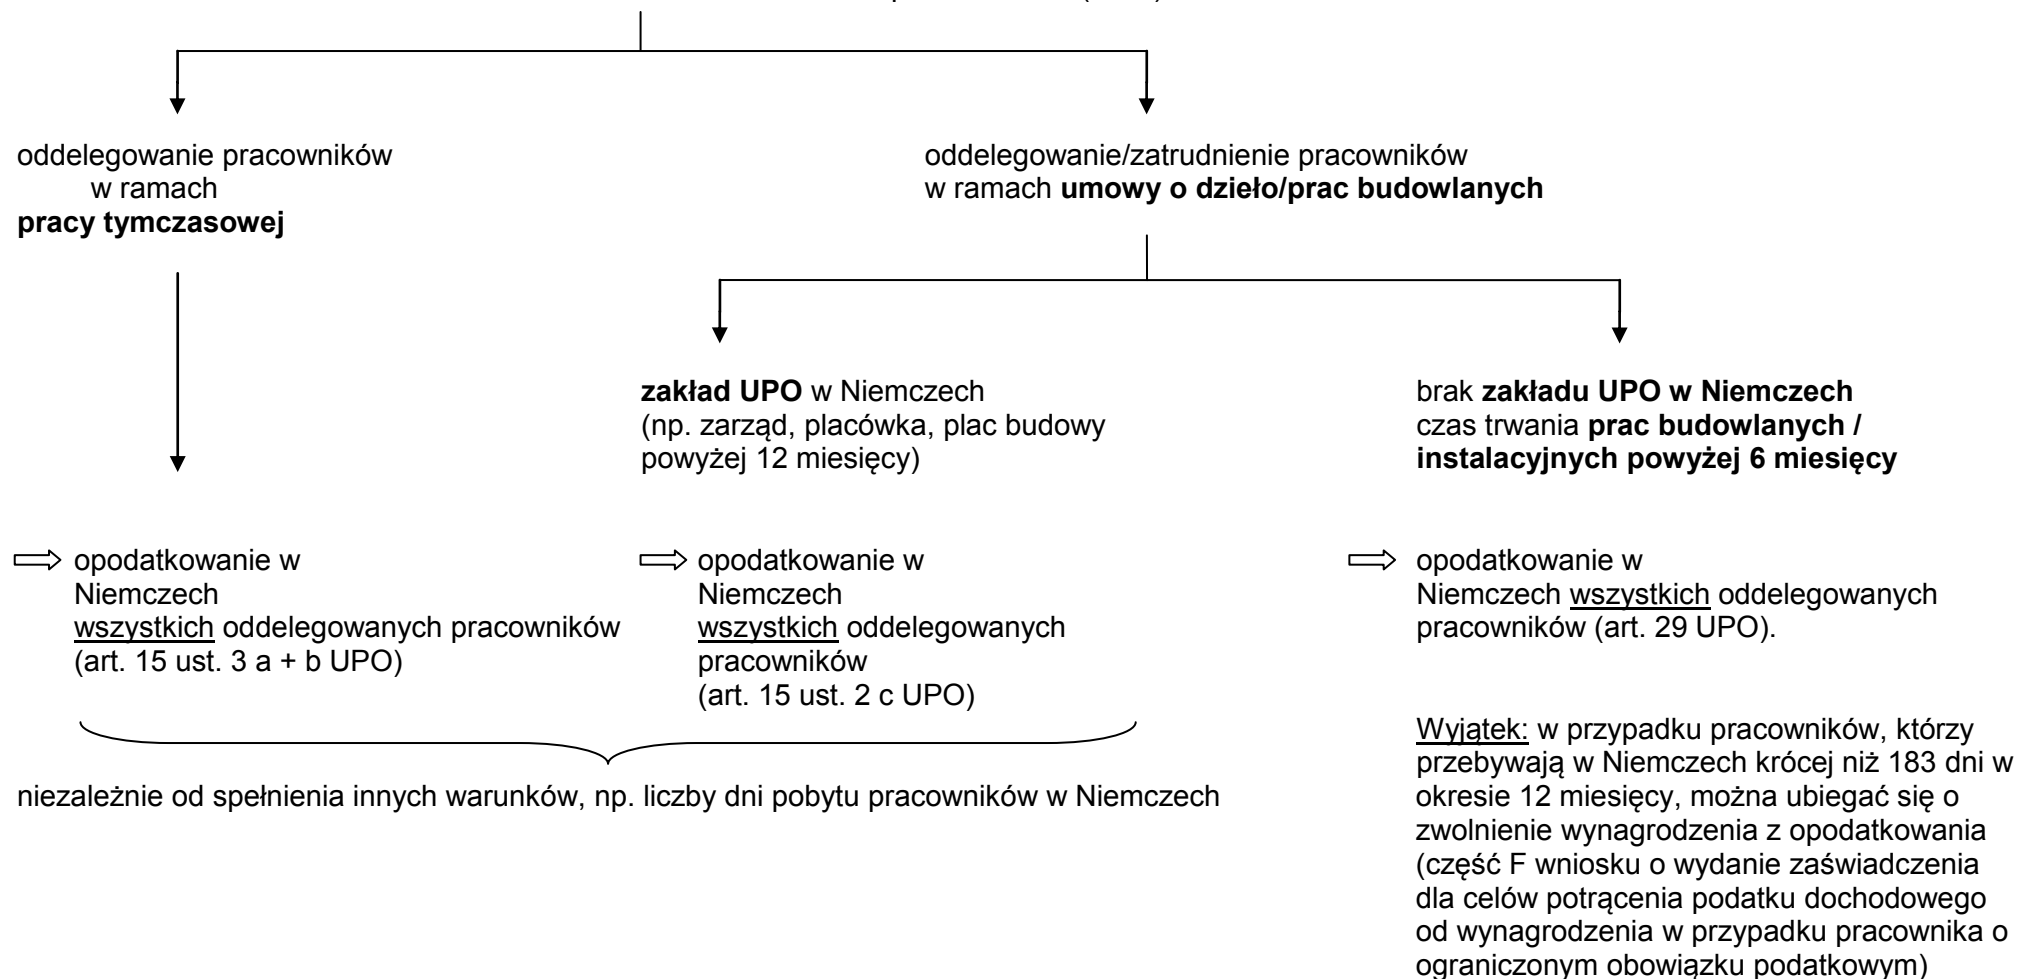 oddelegowanie pracowników
w ramach
pracy tymczasowej
oddelegowanie/zatrudnienie pracowników
w ramach umowy o dzieło/prac budowlanych
zakład UPO w Niemczech
(np. zarząd, placówka, plac budowy
powyżej 12 miesięcy)
brak zakładu UPO w Niemczech
czas trwania prac budowlanych /
instalacyjnych powyżej 6 miesięcy
opodatkowanie w
Niemczech
wszystkich oddelegowanych pracowników
(art. 15 ust. 3 a + b UPO)
opodatkowanie w
Niemczech
wszystkich oddelegowanych
pracowników
(art. 15 ust. 2 c UPO)
niezależnie od spełnienia innych warunków, np. liczby dni pobytu pracowników w Niemczech
opodatkowanie w
Niemczech wszystkich oddelegowanych
pracowników (art. 29 UPO).
Wyjątek: w przypadku pracowników, którzy
przebywają w Niemczech krócej niż 183 dni w
okresie 12 miesięcy, można ubiegać się o
zwolnienie wynagrodzenia z opodatkowania
(część F wniosku o wydanie zaświadczenia
dla celów potrącenia podatku dochodowego
od wynagrodzenia w przypadku pracownika o
ograniczonym obowiązku podatkowym)